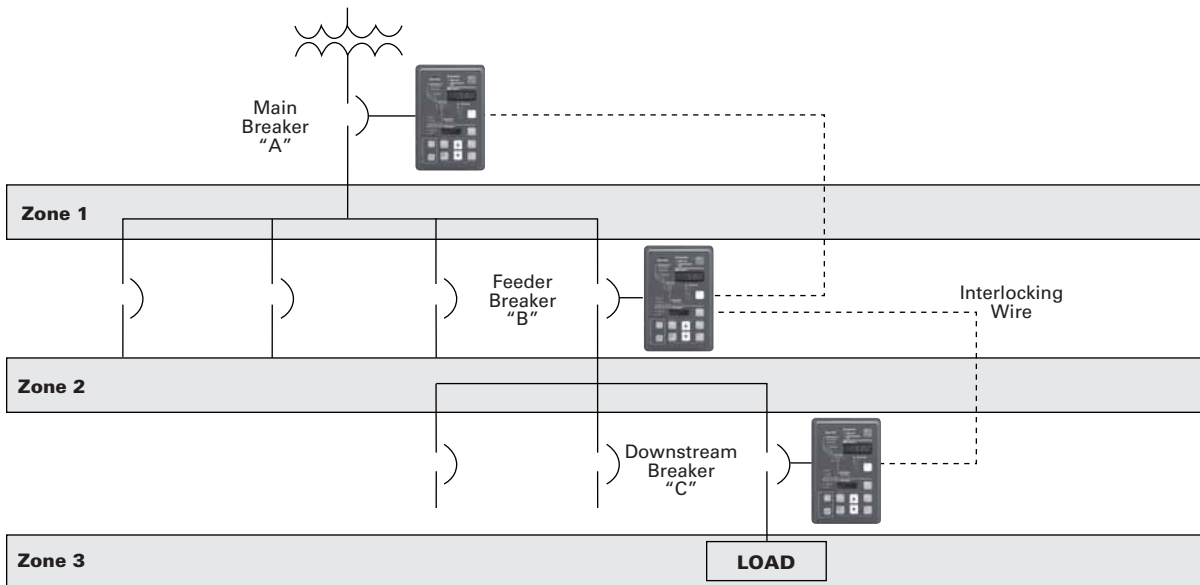 Main
Breaker
“A”
Zone 1
Feeder
Breaker
“B”
Interlocking
Wire
Zone 2
Downstream
Breaker
“C”
Zone 3
LOAD